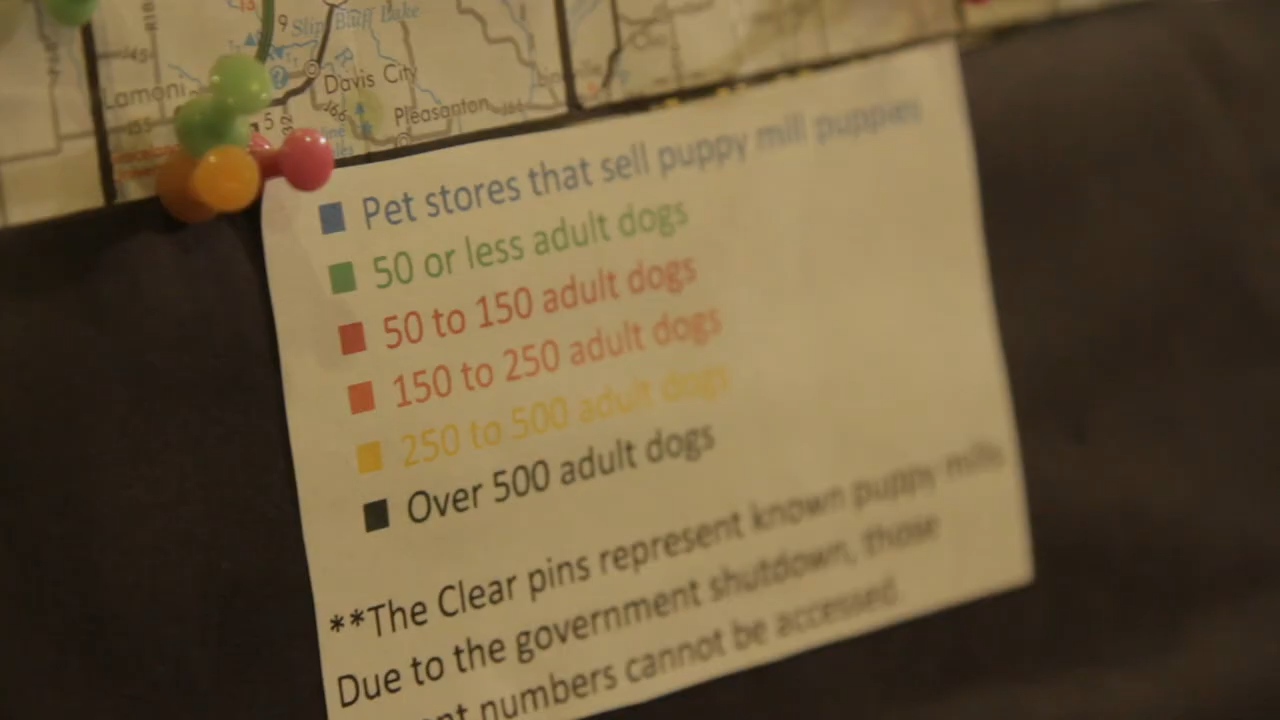 9 Slip Bluff Lake
Lamoni
Davis City
Pleasanton
5
Pet stores that sell puppy mill puppies
50 or less adult dogs
50 to 150 adult dogs
150 to 250 adult dogs
250 to 500 adult dogs
Over 500 adult dogs
**The Clear pins represent known puppy mills
Due to the government shutdown, those
numbers cannot be accessed.